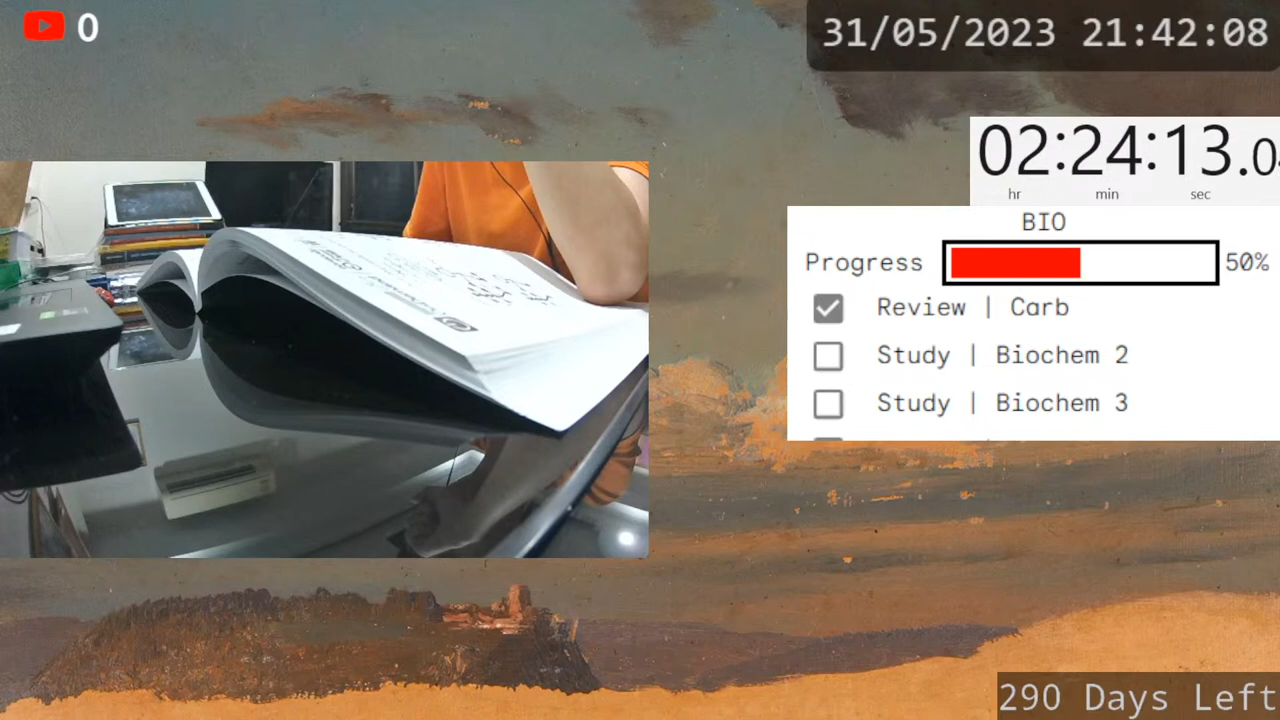 0
31/05/2023 21:42:08
02:24:13.04
hr min sec
BIO
Progress 50%
Review | Carb
Study | Biochem 2
Study | Biochem 3
290 Days Left